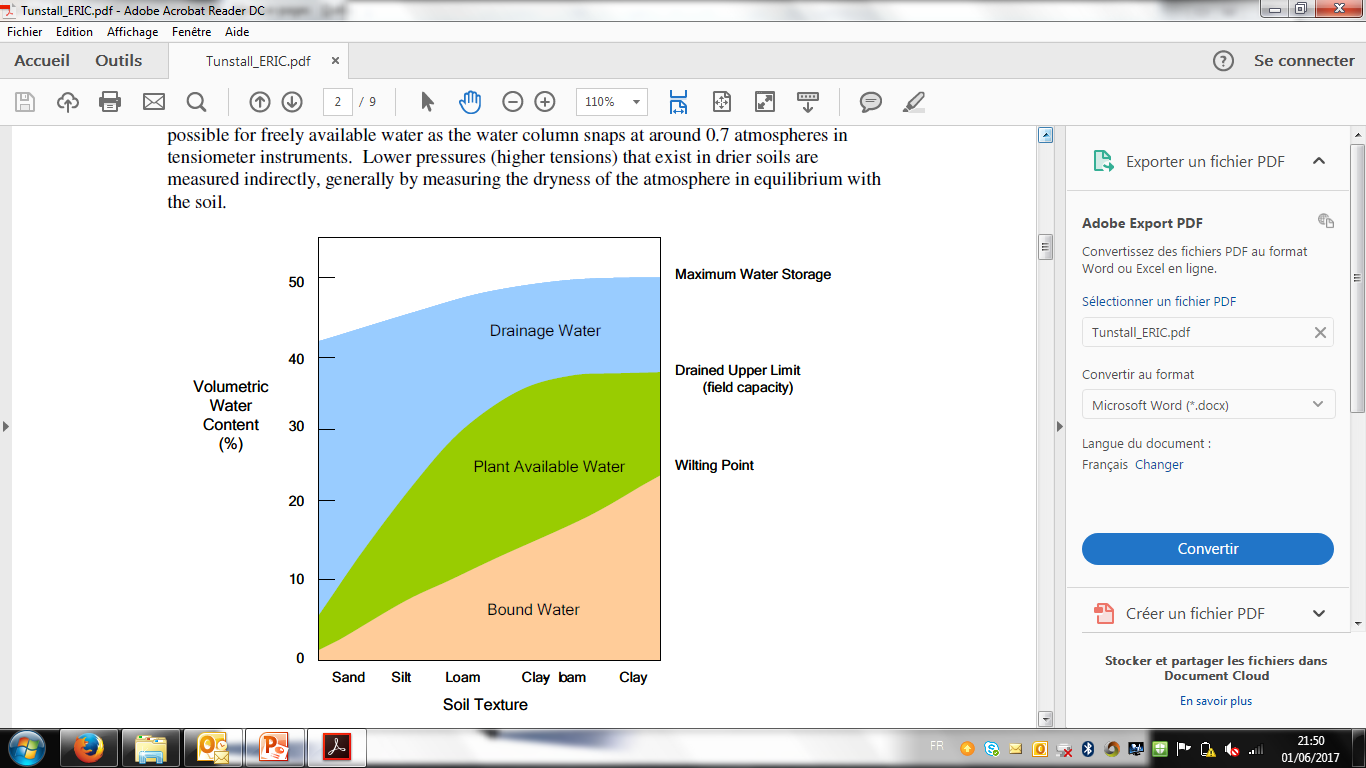 Tunstall_ERIC.pdf - Adobe Acrobat Reader DC
Fichier Edition Affichage Fenêtre Aide
Accueil Outils Tunstall_ERIC.pdf × ? Se connecter
2 / 9 110%
possible for freely available water as the water column snaps at around 0.7 atmospheres in
tensiometer instruments. Lower pressures (higher tensions) that exist in drier soils are
measured indirectly, generally by measuring the dryness of the atmosphere in equilibrium with
the soil.
50
40
30
20
10
0
Volumetric
Water
Content
(%)
Drainage Water
Plant Available Water
Bound Water
Maximum Water Storage
Drained Upper Limit
(field capacity)
Wilting Point
Sand Silt Loam Clay loam Clay
Soil Texture
Exporter un fichier PDF
Adobe Export PDF
Convertissez des fichiers PDF au format
Word ou Excel en ligne.
Sélectionner un fichier PDF
Tunstall_ERIC.pdf
Convertir au format
Microsoft Word (*.docx)
Langue du document :
Français Changer
Convertir
Créer un fichier PDF
Stocker et partager les fichiers dans
Document Cloud
En savoir plus
FR
21:50
01/06/2017